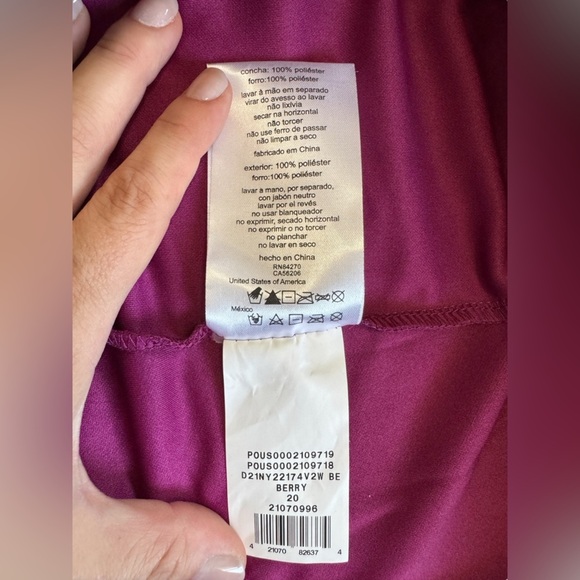 concha: 100% poliéster
forro:100% poliéster
lavar à mão em separado
virar do avesso ao lavar
não lixívia
secar na horizontal
não torcer
não use ferro de passar
não limpar a seco
fabricado em China
exterior: 100% poliéster
forro:100% poliéster
lavar a mano, por separado,
con jabón neutro
lavar por el revés
no usar blanqueador
no exprimir, secado horizontal
no exprimir o no torcer
no planchar
no lavar en seco
hecho en China
RN84270
CA56206
United States of America
México
POUS0002109719
POUS0002109718
D21NY22174V2W BE
BERRY
20
21070996
4 21070 82637 4